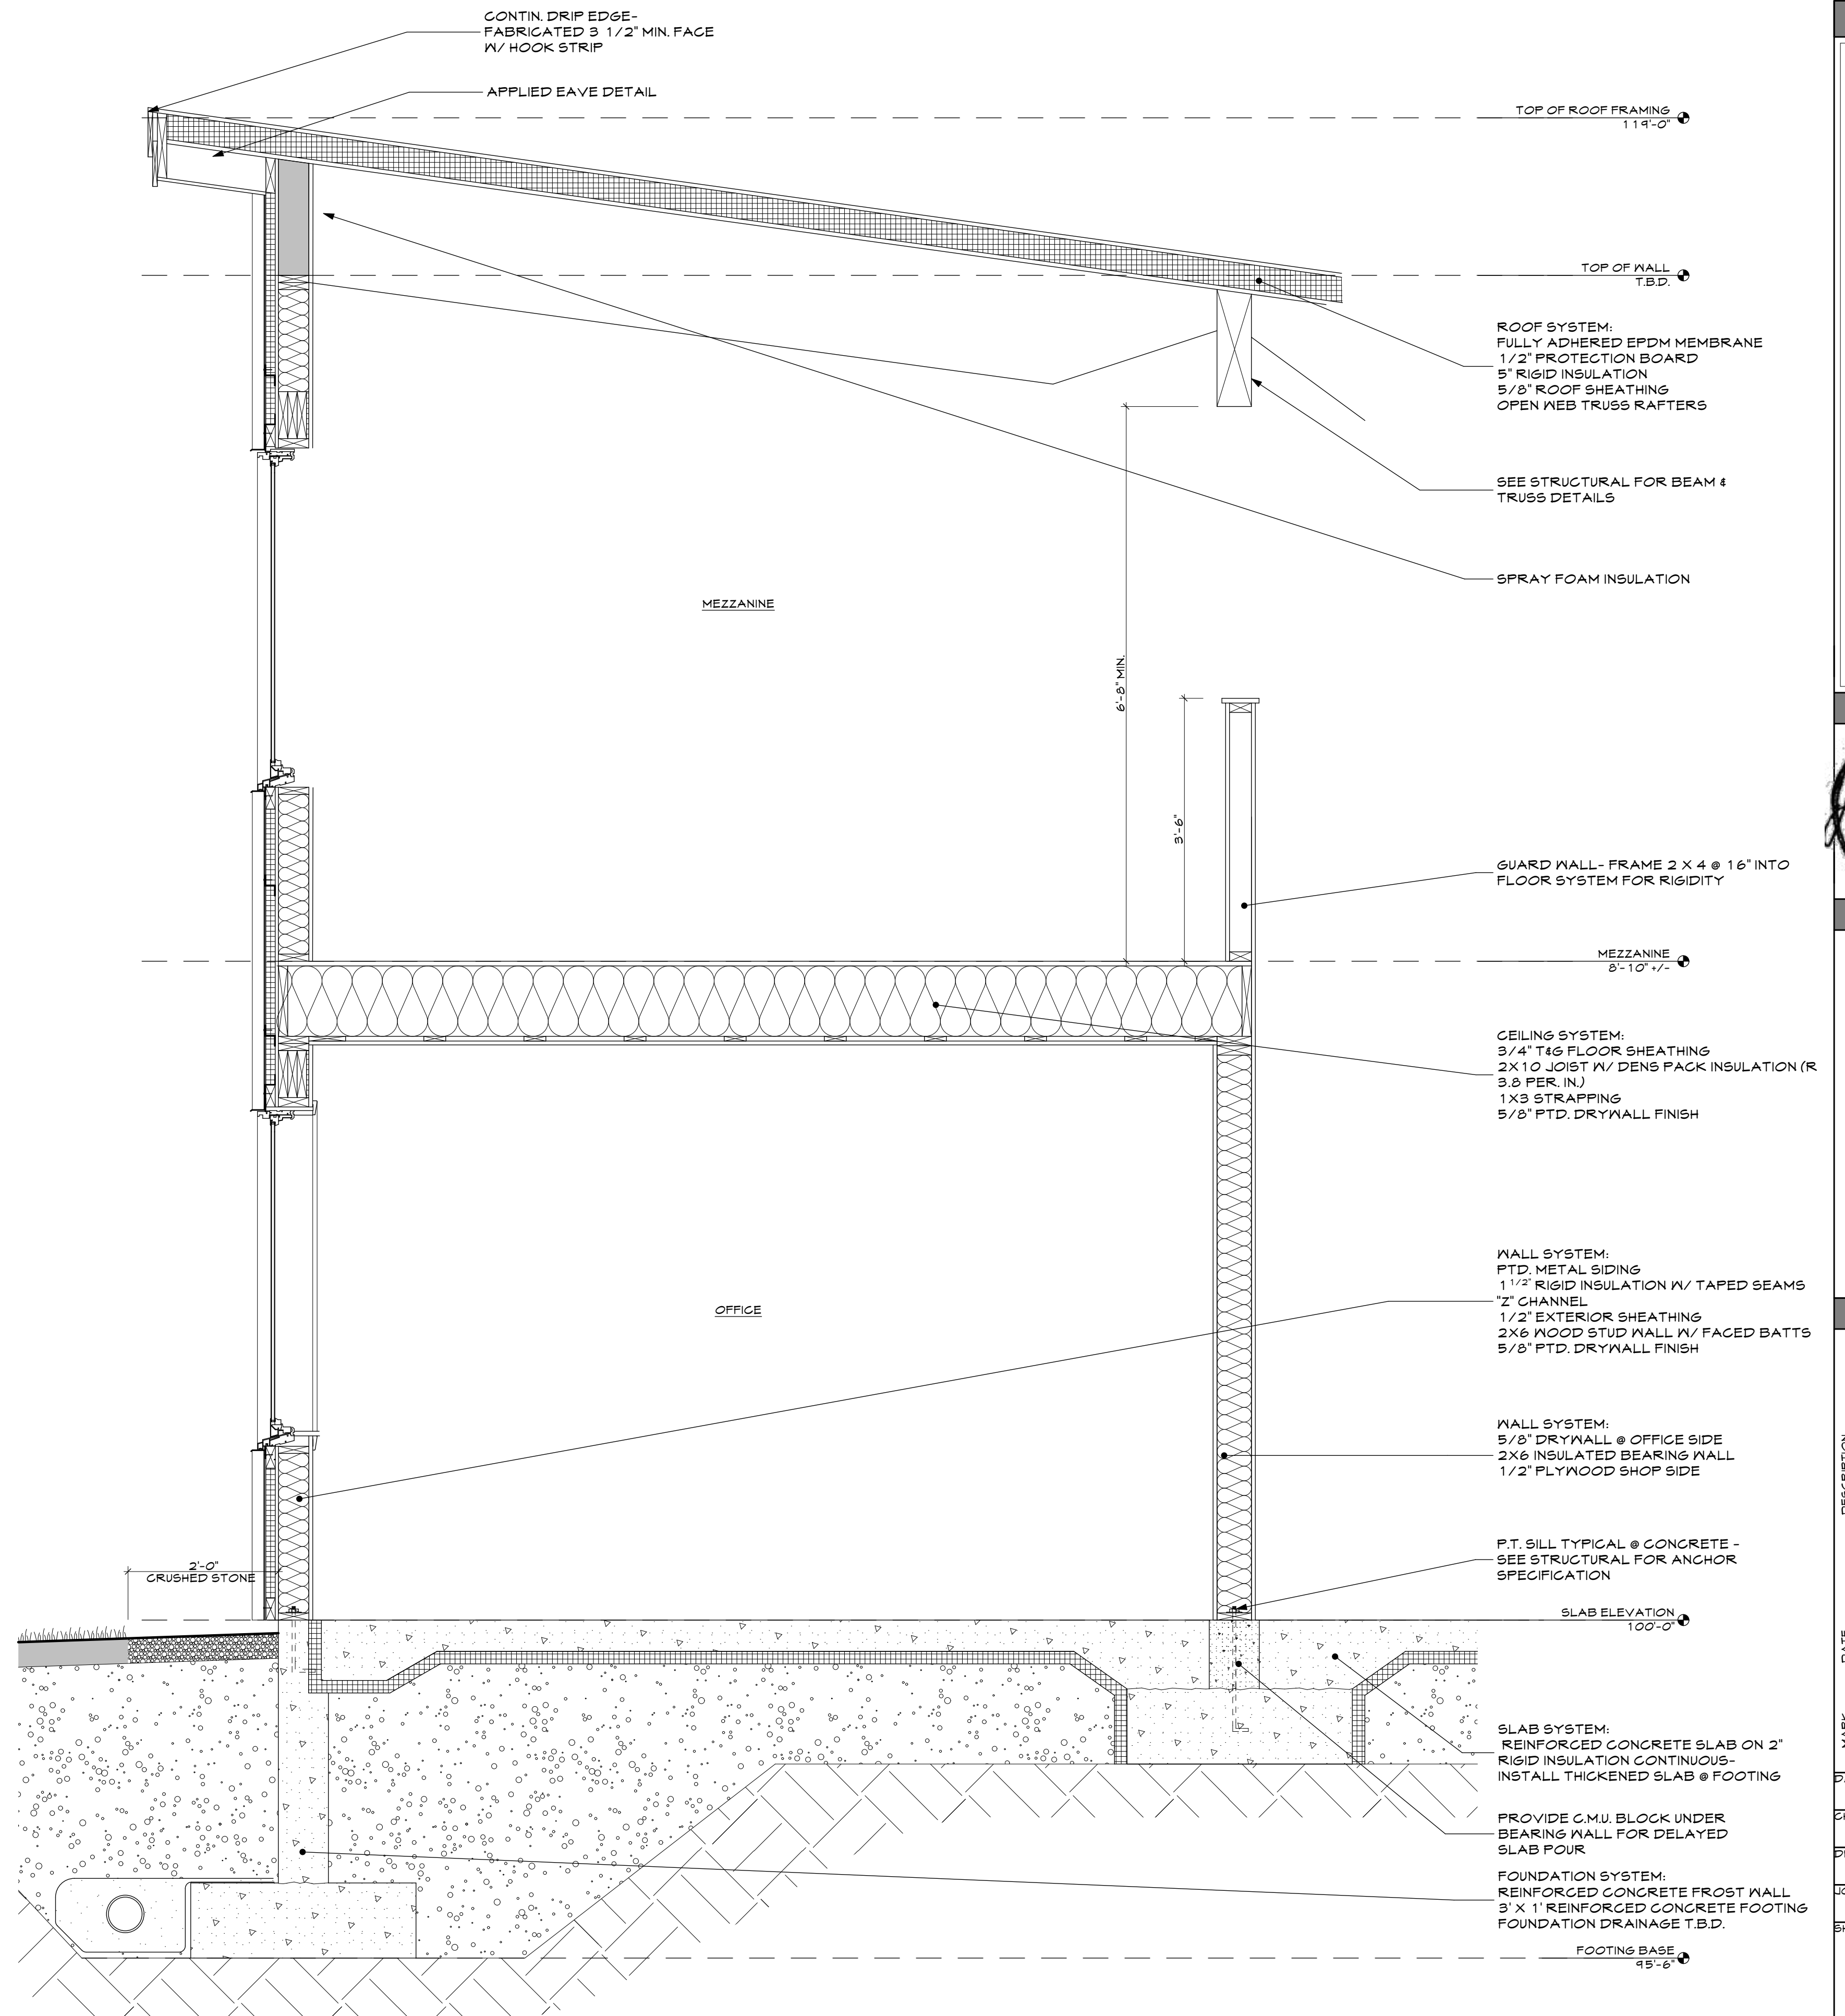 CONTIN. DRIP EDGE-
FABRICATED 3 1/2" MIN. FACE
W/ HOOK STRIP
APPLIED EAVE DETAIL
TOP OF ROOF FRAMING
119'-0"
TOP OF WALL
T.B.D.
ROOF SYSTEM:
FULLY ADHERED EPDM MEMBRANE
1/2" PROTECTION BOARD
5" RIGID INSULATION
5/8" ROOF SHEATHING
OPEN WEB TRUSS RAFTERS
SEE STRUCTURAL FOR BEAM &
TRUSS DETAILS
SPRAY FOAM INSULATION
MEZZANINE
6'-8" MIN.
3'-6"
GUARD WALL- FRAME 2 X 4 @ 16" INTO
FLOOR SYSTEM FOR RIGIDITY
MEZZANINE
8'-10" +/-
CEILING SYSTEM:
3/4" T&G FLOOR SHEATHING
2X10 JOIST W/ DENS PACK INSULATION (R
3.8 PER. IN.)
1X3 STRAPPING
5/8" PTD. DRYWALL FINISH
WALL SYSTEM:
PTD. METAL SIDING
1 1/2" RIGID INSULATION W/ TAPED SEAMS
"Z" CHANNEL
1/2" EXTERIOR SHEATHING
2X6 WOOD STUD WALL W/ FACED BATTS
5/8" PTD. DRYWALL FINISH
OFFICE
WALL SYSTEM:
5/8" DRYWALL @ OFFICE SIDE
2X6 INSULATED BEARING WALL
1/2" PLYWOOD SHOP SIDE
P.T. SILL TYPICAL @ CONCRETE -
SEE STRUCTURAL FOR ANCHOR
SPECIFICATION
2'-0"
CRUSHED STONE
SLAB ELEVATION
100'-0"
SLAB SYSTEM:
REINFORCED CONCRETE SLAB ON 2"
RIGID INSULATION CONTINUOUS-
INSTALL THICKENED SLAB @ FOOTING
PROVIDE C.M.U. BLOCK UNDER
BEARING WALL FOR DELAYED
SLAB POUR
FOUNDATION SYSTEM:
REINFORCED CONCRETE FROST WALL
3' X 1' REINFORCED CONCRETE FOOTING
FOUNDATION DRAINAGE T.B.D.
FOOTING BASE
95'-6"
DESCRIPTION
DATE
MARK